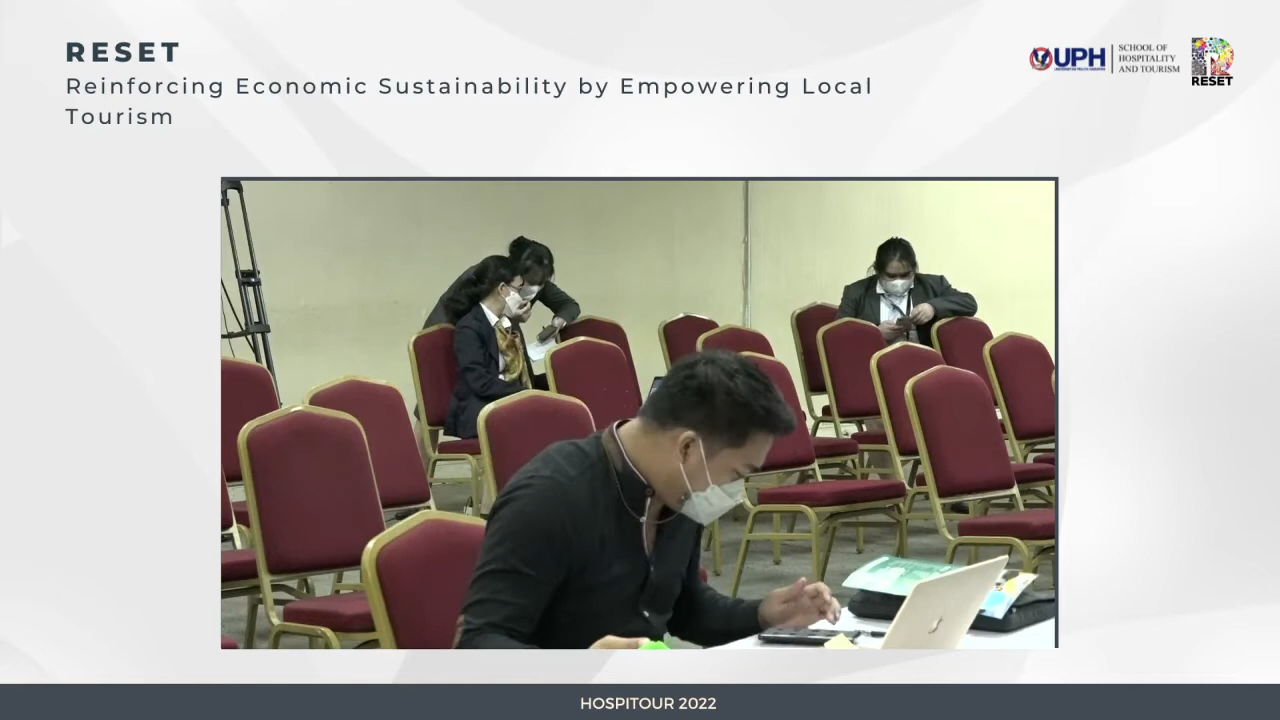 RESET
Reinforcing Economic Sustainability by Empowering Local
Tourism
UPH
SCHOOL OF
HOSPITALITY
AND TOURISM
RESET
HOSPITOUR 2022